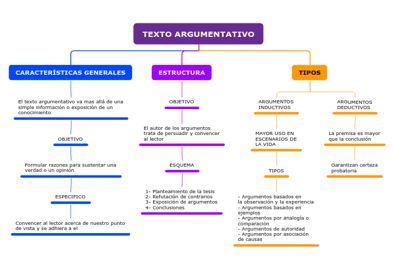 TEXTO ARGUMENTATIVO
CARACTERÍSTICAS GENERALES
El texto argumentativo va mas allá de una
simple información o exposición de un
conocimiento
OBJETIVO
Formular razones para sustentar una
verdad o un opinión
ESPECIFICO
Convencer al lector acerca de nuestro punto
de vista y se adhiera a el
ESTRUCTURA
OBJETIVO
El autor de los argumentos
trata de persuadir y convencer
al lector
ESQUEMA
1- Planteamiento de la tesis
2- Refutación de contrarios
3- Exposición de argumentos
4- Conclusiones
TIPOS
ARGUMENTOS
INDUCTIVOS
MAYOR USO EN
ESCENARIOS DE
LA VIDA
TIPOS
- Argumentos basados en
la observación y la experiencia
- Argumentos basados en
ejemplos
- Argumentos por analogía o
comparación
- Argumentos de autoridad
- Argumentos por asociación
de causas
ARGUMENTOS
DEDUCTIVOS
La premisa es mayor
que la conclusión
Garantizan certeza
probatoria